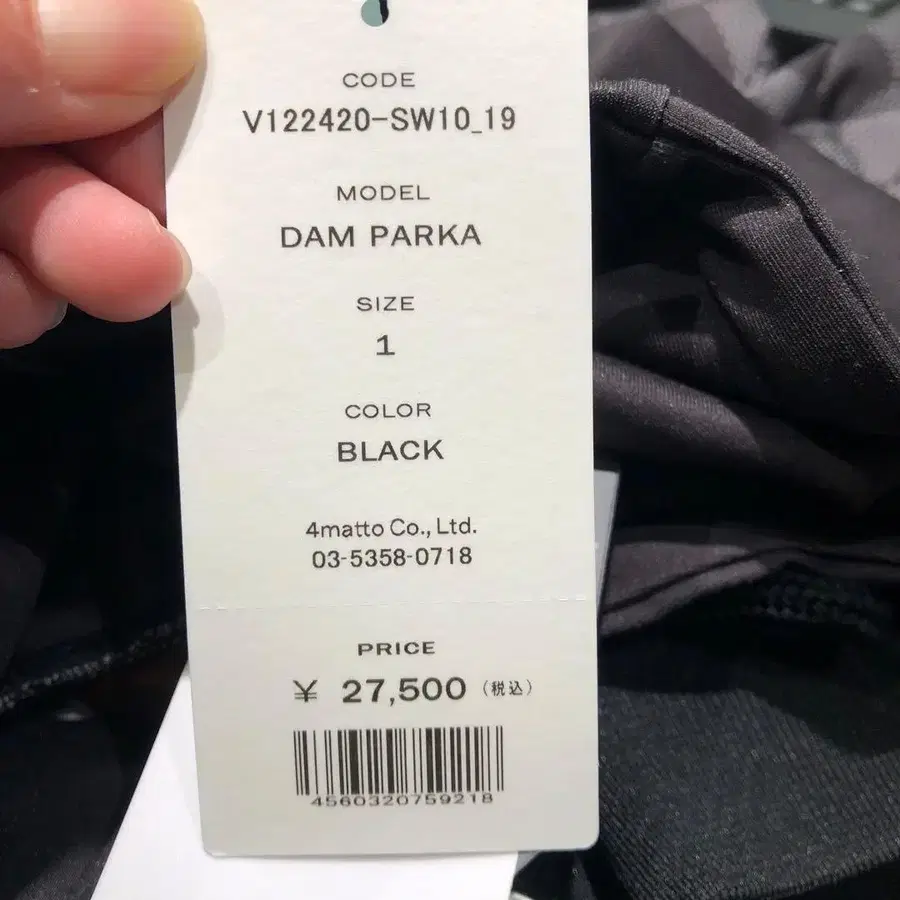 CODE
V122420-SW10_19
MODEL
DAM PARKA
SIZE
1
COLOR
BLACK
4matto Co., Ltd.
03-5358-0718
PRICE
¥ 27,500 (税込)
4560320759218